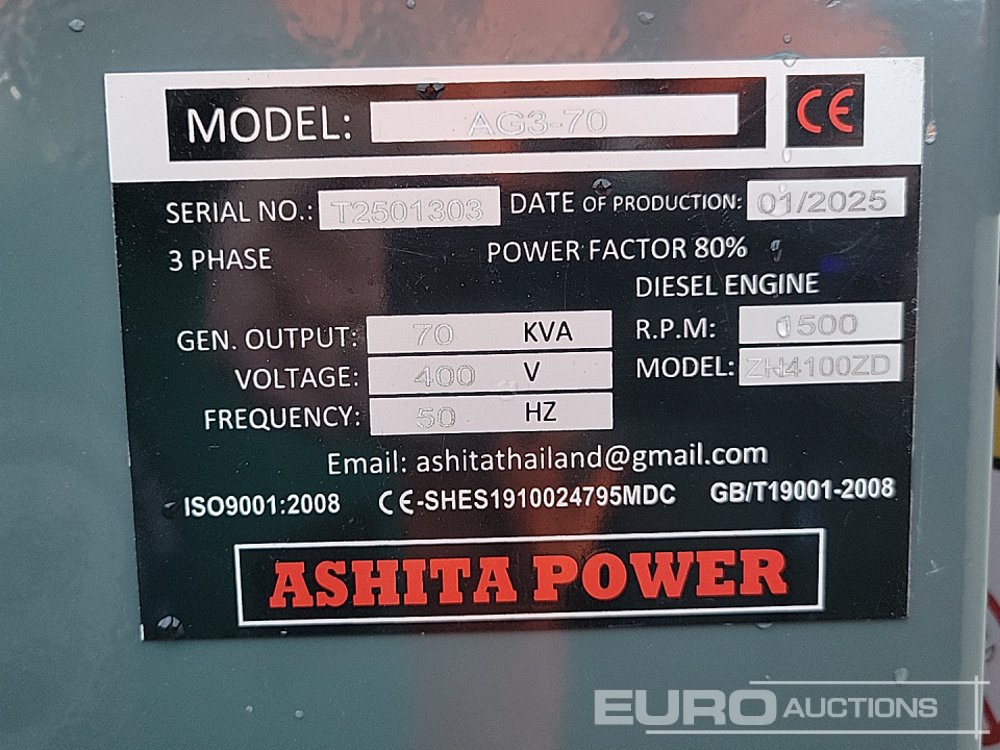 MODEL: AG3-70 CE
SERIAL NO.: T2501303 DATE OF PRODUCTION: 01/2025
3 PHASE POWER FACTOR 80%
DIESEL ENGINE
GEN. OUTPUT: 70 KVA R.P.M: 1500
VOLTAGE: 400 V MODEL: ZH4100ZD
FREQUENCY: 50 HZ
Email: ashitathailand@gmail.com
ISO9001:2008 CE-SHES1910024795MDC GB/T19001-2008
ASHITA POWER
EURO AUCTIONS